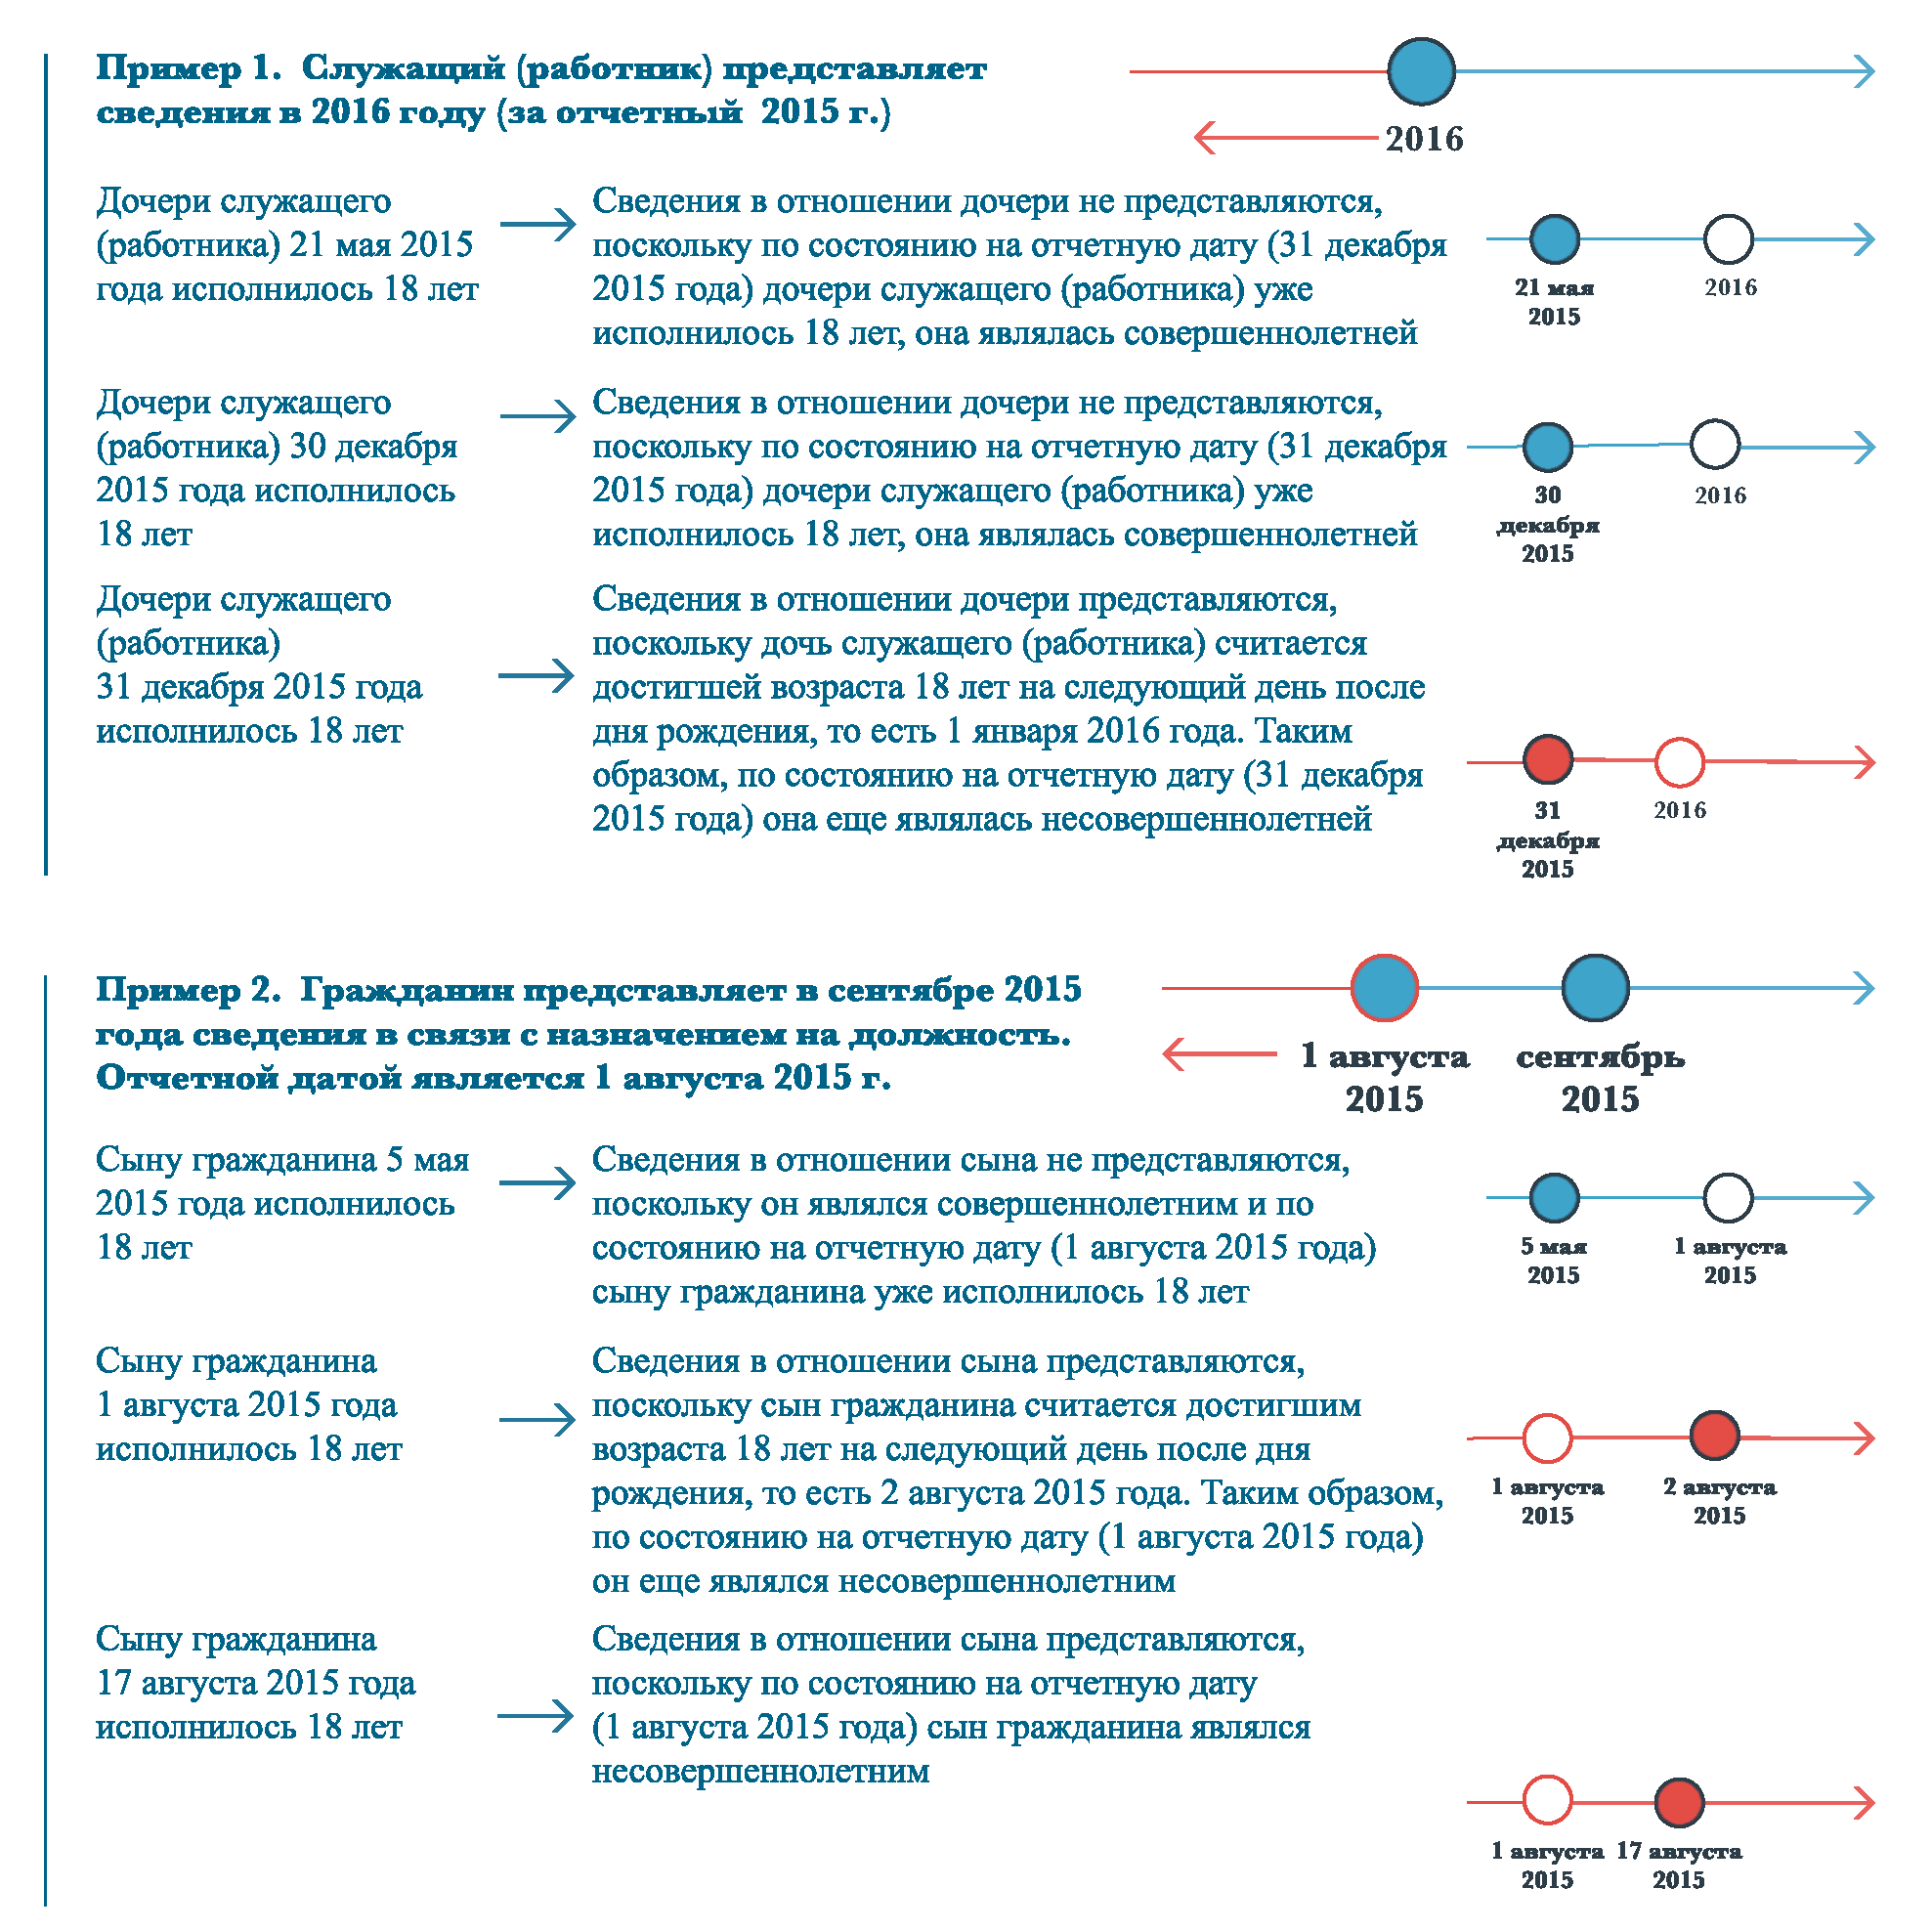 Пример 1.  Служащий (работник) представляет
сведения в 2016 году (за отчетный  2015 г.)
2016
Дочери служащего
(работника) 21 мая 2015
года исполнилось 18 лет
Сведения в отношении дочери не представляются,
поскольку по состоянию на отчетную дату (31 декабря
2015 года) дочери служащего (работника) уже
исполнилось 18 лет, она являлась совершеннолетней
21 мая
2015
2016
Дочери служащего
(работника) 30 декабря
2015 года исполнилось
18 лет
Сведения в отношении дочери не представляются,
поскольку по состоянию на отчетную дату (31 декабря
2015 года) дочери служащего (работника) уже
исполнилось 18 лет, она являлась совершеннолетней
30
декабря
2015
2016
Дочери служащего
(работника)
31 декабря 2015 года
исполнилось 18 лет
Сведения в отношении дочери представляются,
поскольку дочь служащего (работника) считается
достигшей возраста 18 лет на следующий день после
дня рождения, то есть 1 января 2016 года. Таким
образом, по состоянию на отчетную дату (31 декабря
2015 года) она еще являлась несовершеннолетней
31
декабря
2015
2016
Пример 2.  Гражданин представляет в сентябре 2015
года сведения в связи с назначением на должность.
Отчетной датой является 1 августа 2015 г.
1 августа
2015
сентябрь
2015
Сыну гражданина 5 мая
2015 года исполнилось
18 лет
Сведения в отношении сына не представляются,
поскольку он являлся совершеннолетним и по
состоянию на отчетную дату (1 августа 2015 года)
сыну гражданина уже исполнилось 18 лет
5 мая
2015
1 августа
2015
Сыну гражданина
1 августа 2015 года
исполнилось 18 лет
Сведения в отношении сына представляются,
поскольку сын гражданина считается достигшим
возраста 18 лет на следующий день после дня
рождения, то есть 2 августа 2015 года. Таким образом,
по состоянию на отчетную дату (1 августа 2015 года)
он еще являлся несовершеннолетним
1 августа
2015
2 августа
2015
Сыну гражданина
17 августа 2015 года
исполнилось 18 лет
Сведения в отношении сына представляются,
поскольку по состоянию на отчетную дату
(1 августа 2015 года) сын гражданина являлся
несовершеннолетним
1 августа
2015
17 августа
2015